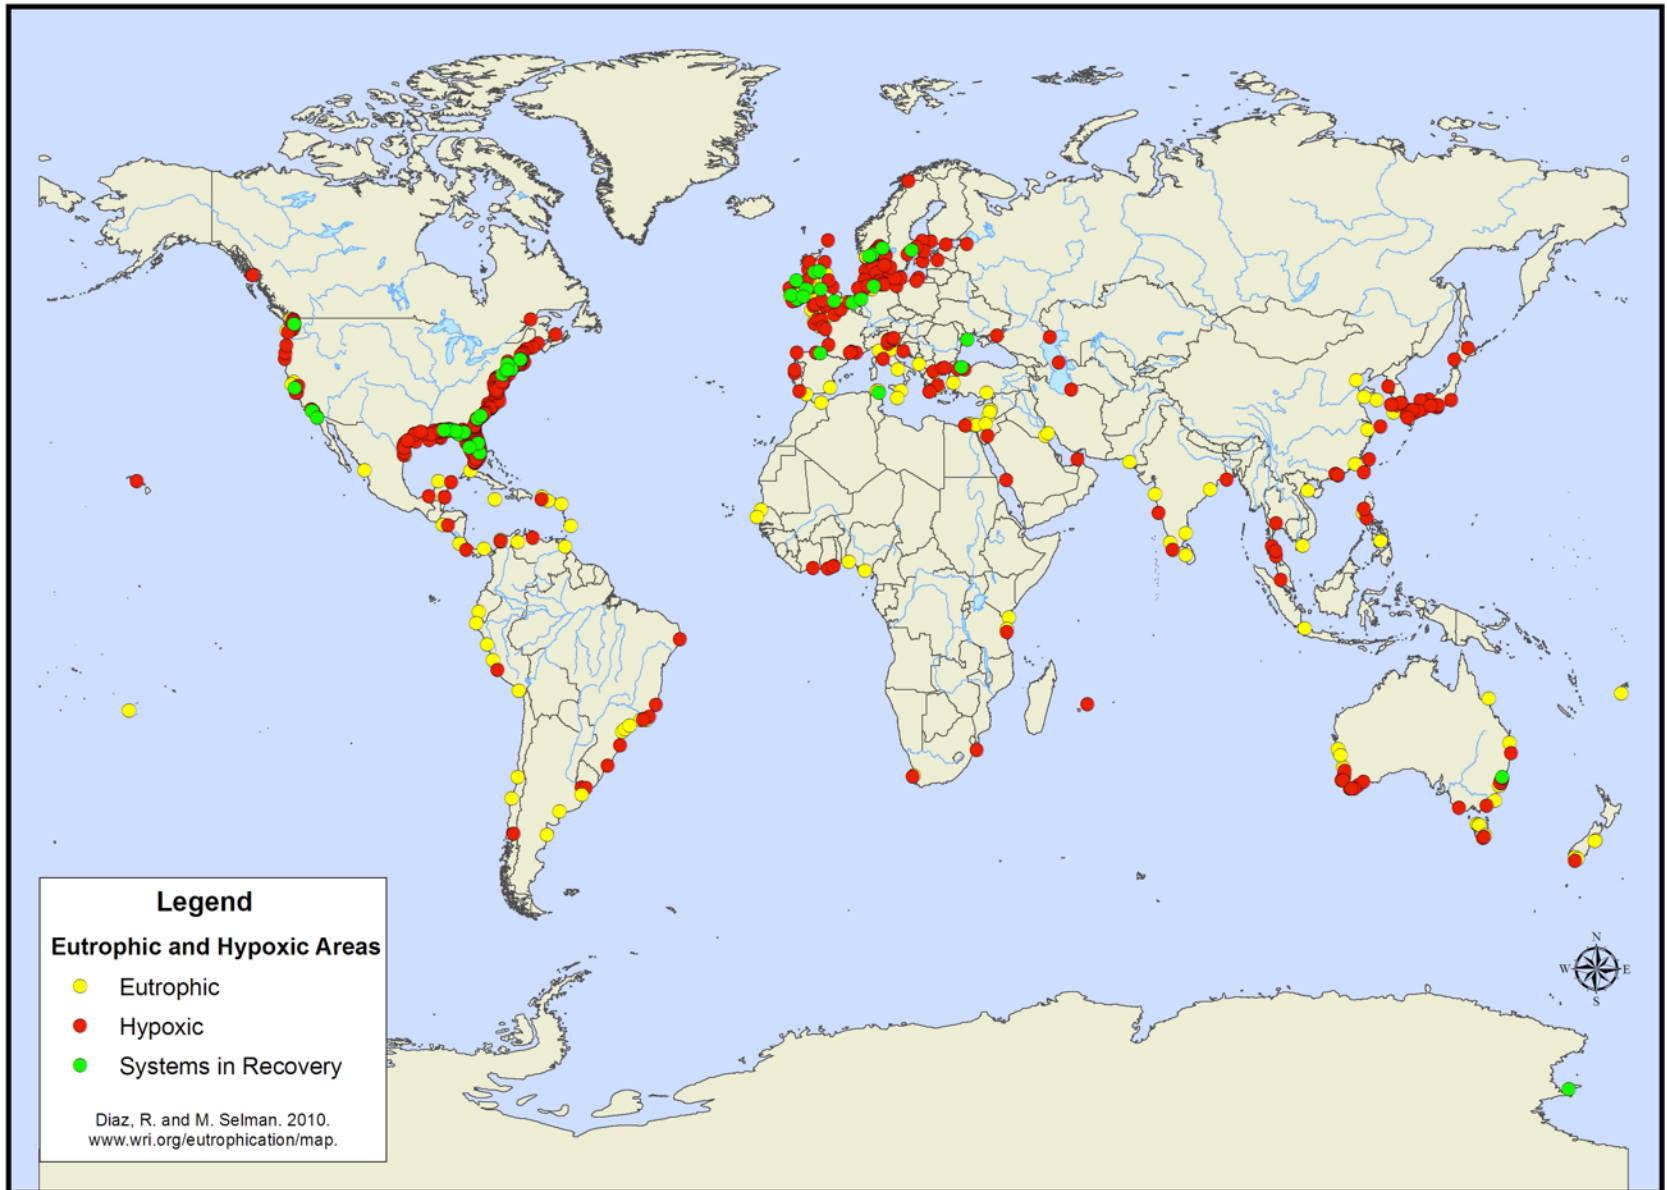 Legend
Eutrophic and Hypoxic Areas
Eutrophic
Hypoxic
Systems in Recovery
Diaz, R. and M. Selman. 2010.
www.wri.org/eutrophication/map.
N
W E
S